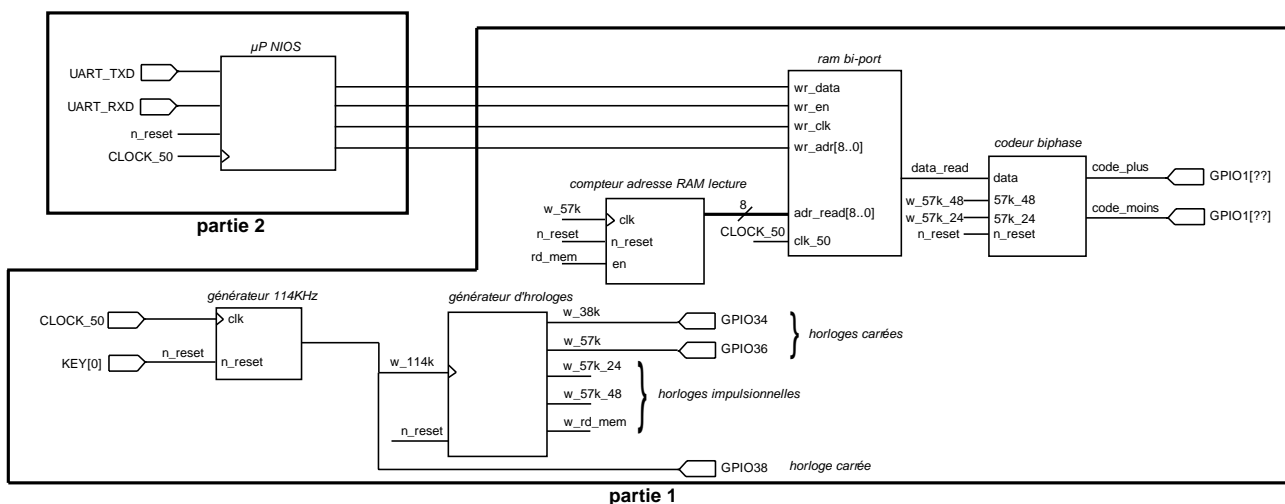 µP NIOS
UART_TXD
UART_RXD
n_reset
CLOCK_50
partie 2
ram bi-port
wr_data
wr_en
wr_clk
wr_adr[8..0]
adr_read[8..0]
clk_50
CLOCK_50
8
compteur adresse RAM lecture
w_57k
n_reset
rd_mem
clk
n_reset
en
data_read
codeur biphase
data
57k_48
57k_24
n_reset
w_57k_48
w_57k_24
n_reset
code_plus
code_moins
GPIO1[??]
GPIO1[??]
générateur 114KHz
CLOCK_50
KEY[0]
n_reset
clk
n_reset
générateur d'hrologes
w_114k
n_reset
w_38k
w_57k
w_57k_24
w_57k_48
w_rd_mem
GPIO34
GPIO36
horloges carrées
horloges impulsionnelles
GPIO38
horloge carrée
partie 1